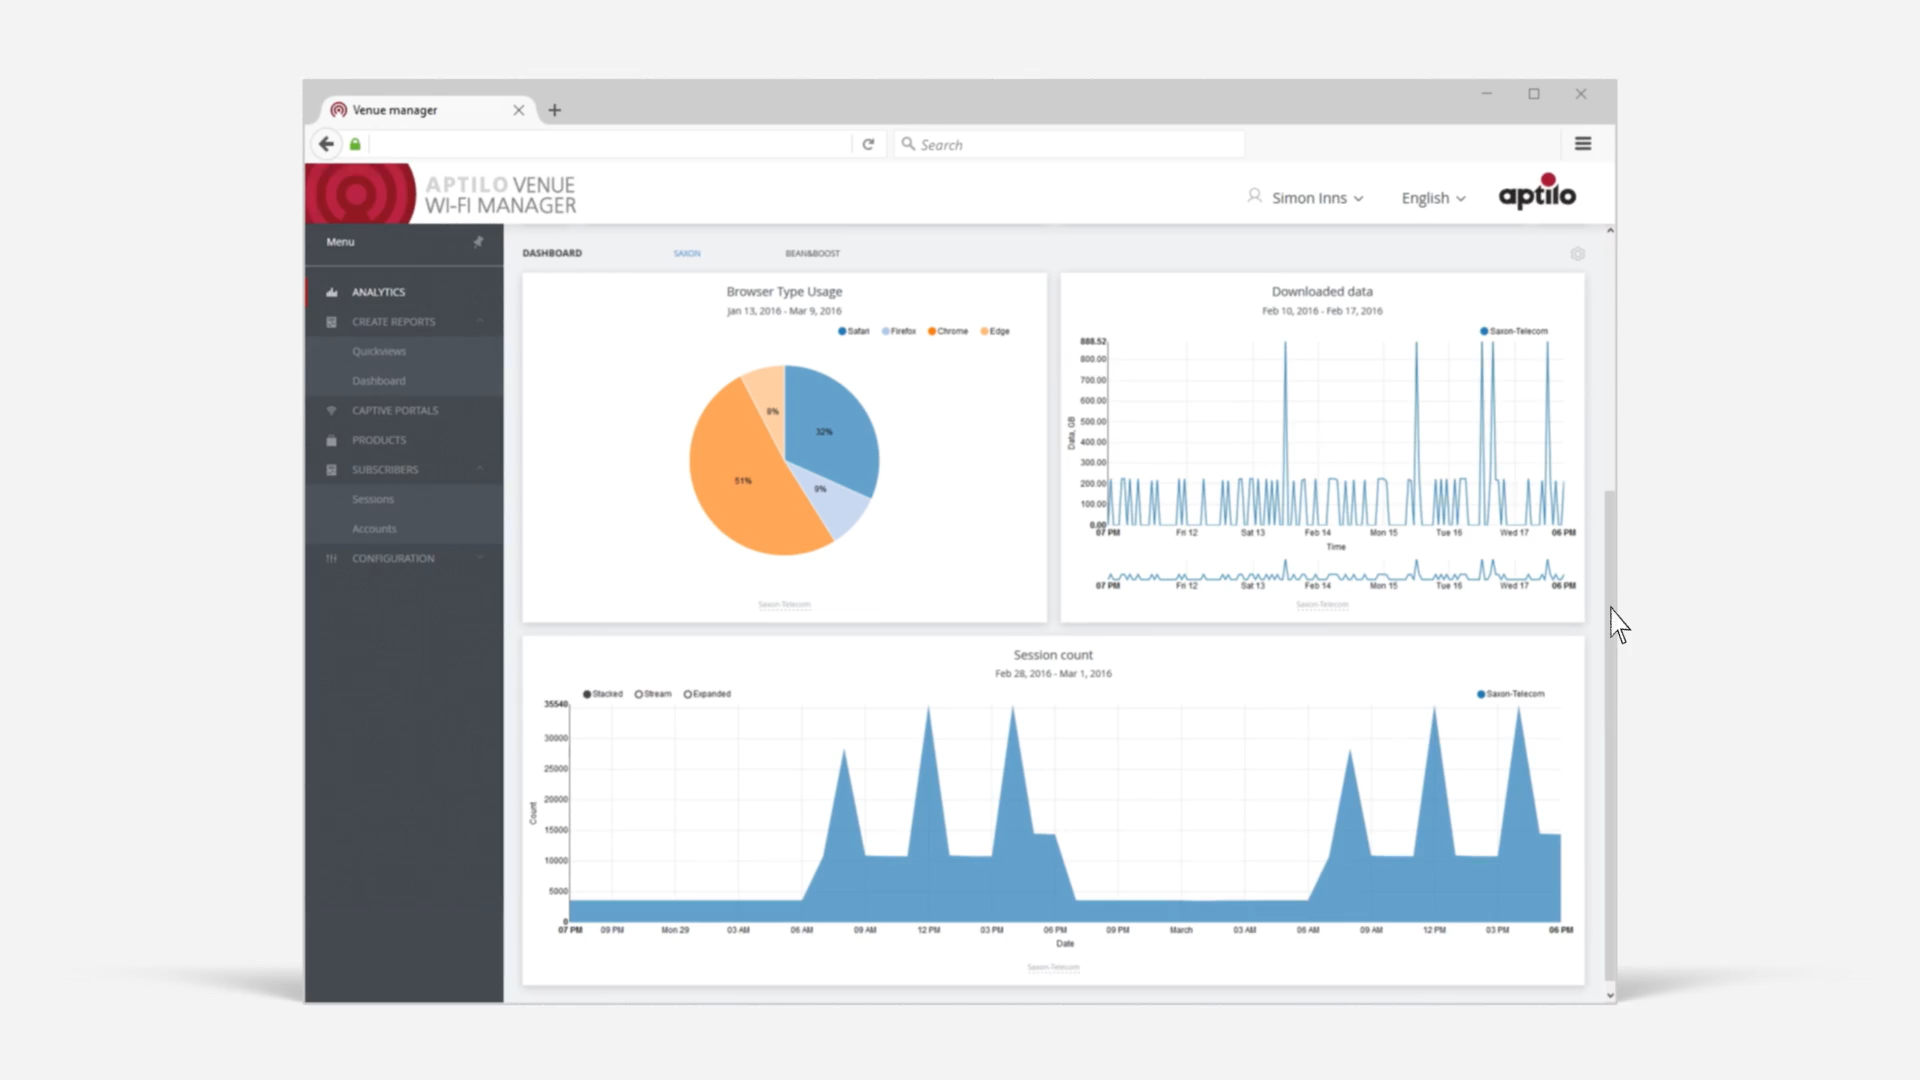 Venue manager
Search
APTILO VENUE
WI-FI MANAGER
Simon Inns
English
aptilo
Menu
DASHBOARD
SAXON
BEAN&BOOST
ANALYTICS
CREATE REPORTS
Quickviews
Dashboard
CAPTIVE PORTALS
PRODUCTS
SUBSCRIBERS
Sessions
Accounts
CONFIGURATION
Browser Type Usage
Jan 13, 2016 - Mar 9, 2016
Safari Firefox Chrome Edge
8%
32%
51%
9%
Saxon-Telecom
Downloaded data
Feb 10, 2016 - Feb 17, 2016
Saxon-Telecom
888.52
800.00
700.00
600.00
500.00
400.00
300.00
200.00
100.00
0.00
Data, GB
07 PM Fri 12 Sat 13 Feb 14 Mon 15 Tue 16 Wed 17 06 PM
Time
07 PM Fri 12 Sat 13 Feb 14 Mon 15 Tue 16 Wed 17 06 PM
Saxon-Telecom
Session count
Feb 28, 2016 - Mar 1, 2016
Stacked Stream Expanded
Saxon-Telecom
35540
30000
25000
20000
15000
10000
5000
0
Count
07 PM 09 PM Mon 29 03 AM 06 AM 09 AM 12 PM 03 PM 06 PM 09 PM March 03 AM 06 AM 09 AM 12 PM 03 PM 06 PM
Date
Saxon-Telecom